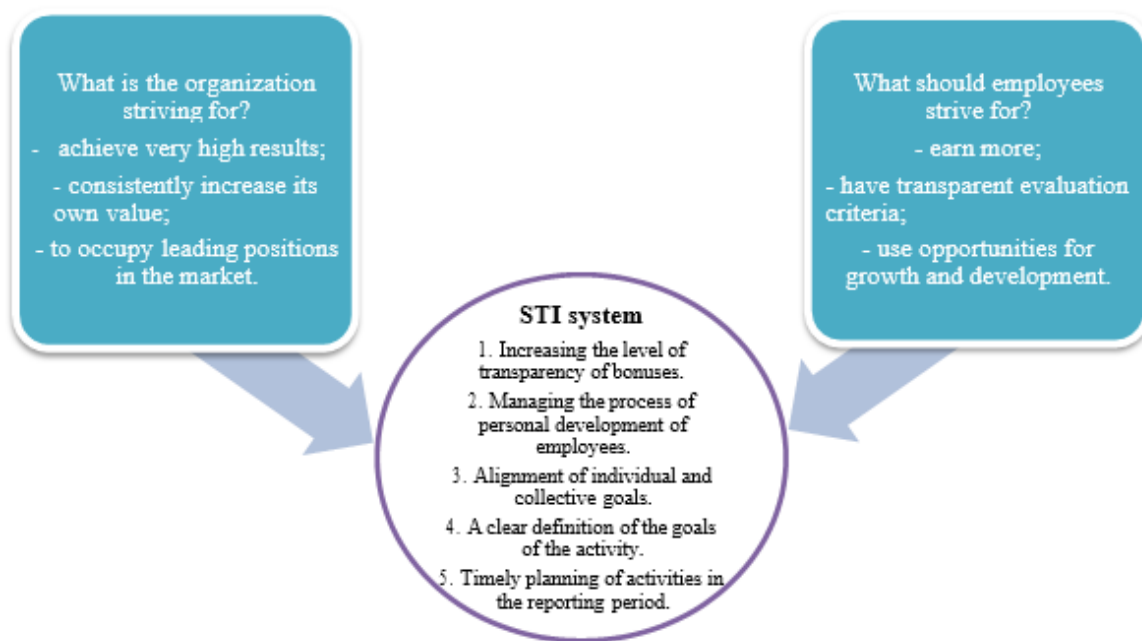 What is the organization
striving for?
- achieve very high results;
- consistently increase its
own value;
- to occupy leading positions
in the market.
What should employees
strive for?
- earn more;
- have transparent evaluation
criteria;
- use opportunities for
growth and development.
STI system
1. Increasing the level of
transparency of bonuses.
2. Managing the process of
personal development of
employees.
3. Alignment of individual and
collective goals.
4. A clear definition of the goals
of the activity.
5. Timely planning of activities in
the reporting period.